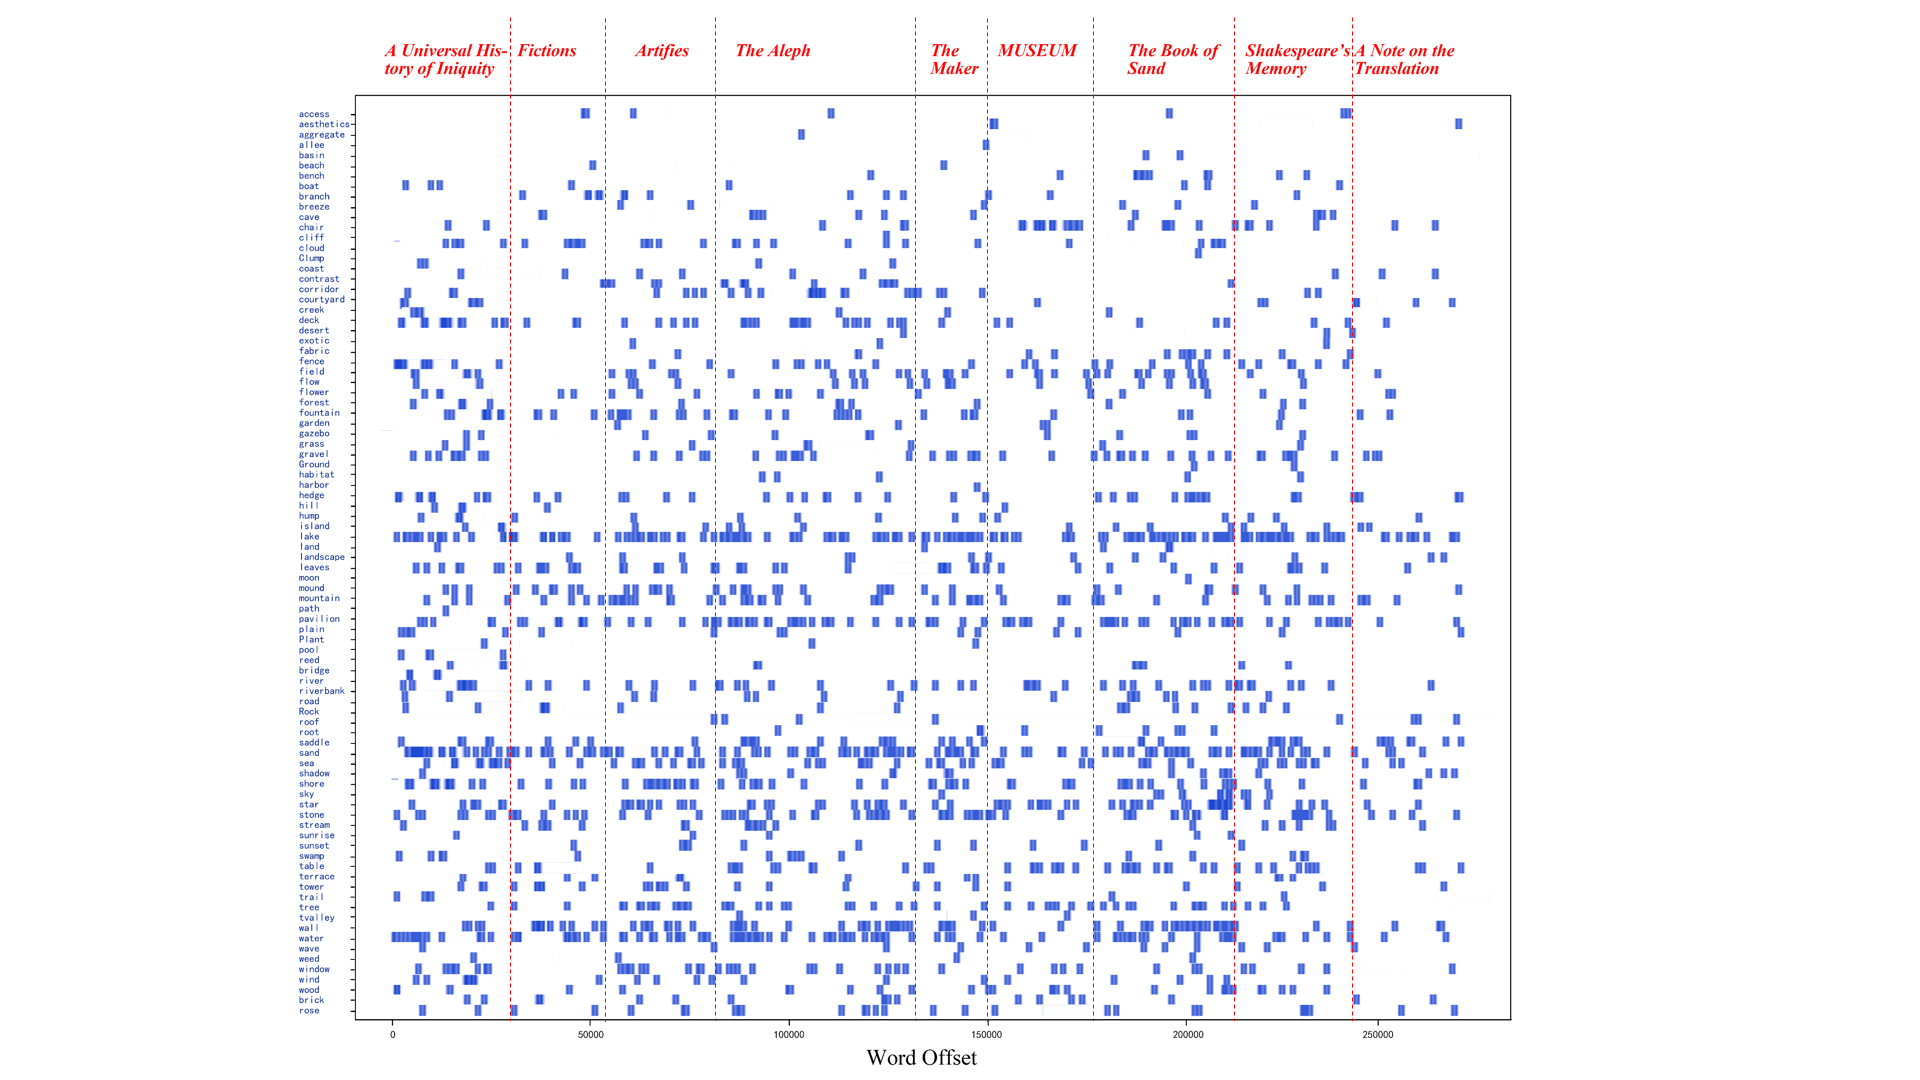 A Universal His-
tory of Iniquity
Fictions
Artifies
The Aleph
The
Maker
MUSEUM
The Book of
Sand
Shakespeare's
Memory
A Note on the
Translation
access
aesthetics
aggregate
allee
basin
beach
bench
boat
branch
breeze
cave
chair
cliff
cloud
Clump
coast
contrast
corridor
courtyard
creek
deck
desert
exotic
fabric
fence
field
flow
flower
forest
fountain
garden
gazebo
grass
gravel
Ground
habitat
harbor
hedge
hill
hump
island
lake
land
landscape
leaves
moon
mound
mountain
path
pavilion
plain
Plant
pool
reed
bridge
river
riverbank
road
Rock
roof
root
saddle
sand
sea
shadow
shore
sky
star
stone
stream
sunrise
sunset
swamp
table
terrace
tower
trail
tree
tvalley
wall
water
wave
weed
window
wind
wood
brick
rose
0 50000 100000 150000 200000 250000
Word Offset